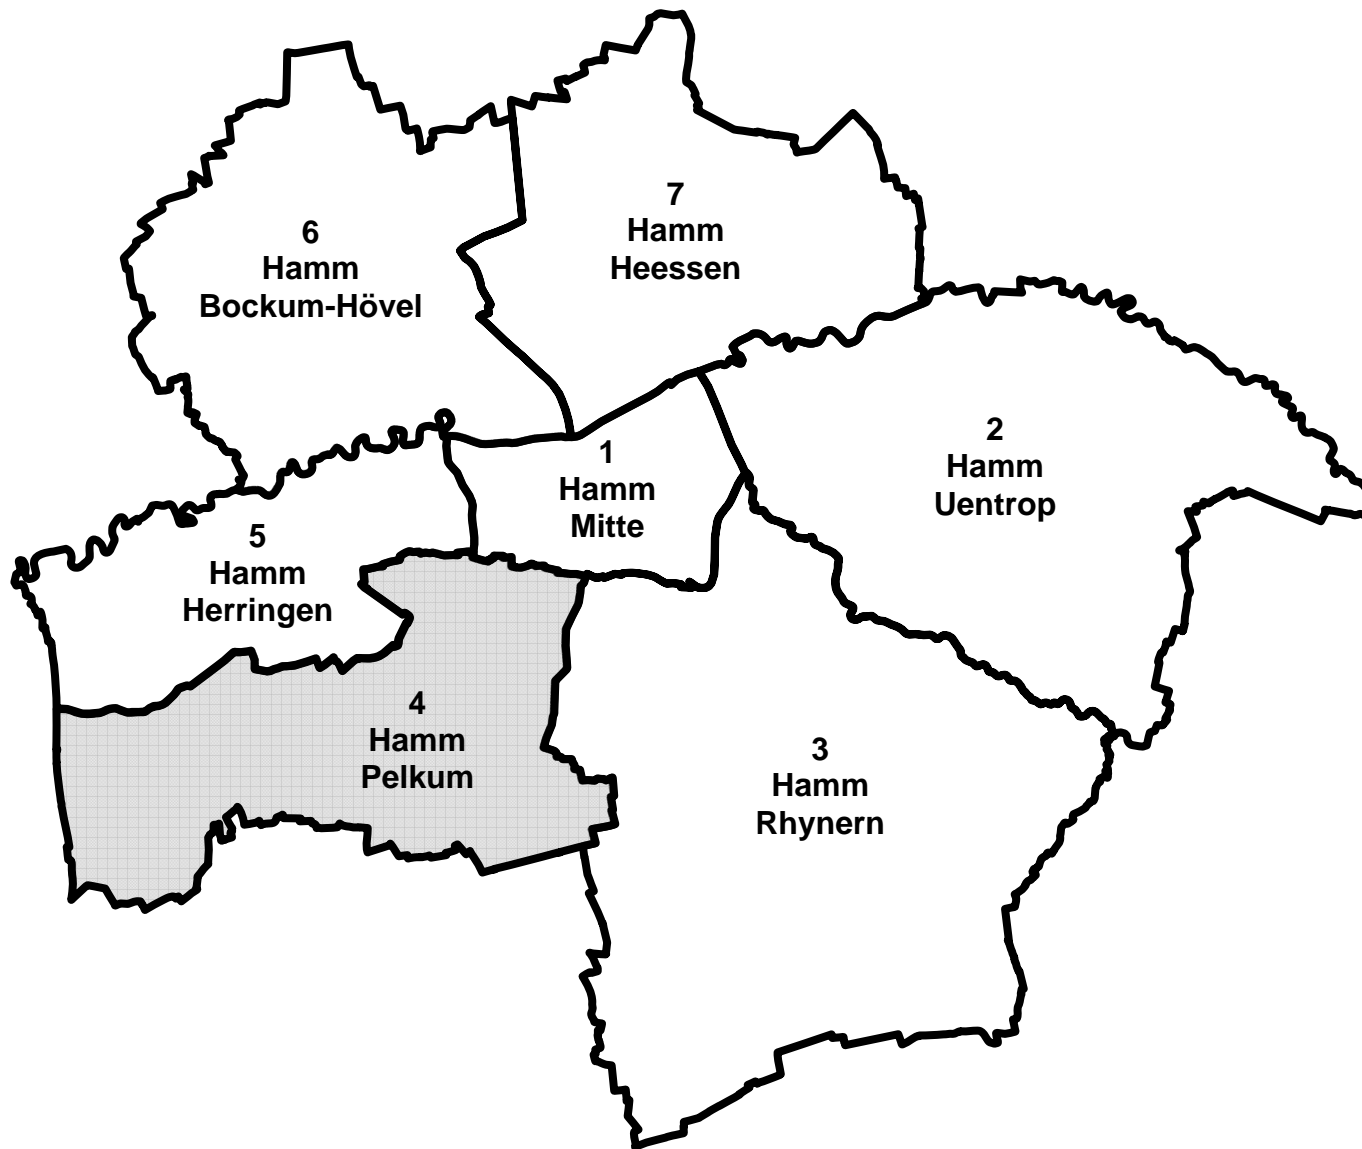 7
Hamm
Heessen
6
Hamm
Bockum-Hövel
2
Hamm
Uentrop
1
Hamm
Mitte
5
Hamm
Herringen
4
Hamm
Pelkum
3
Hamm
Rhynern